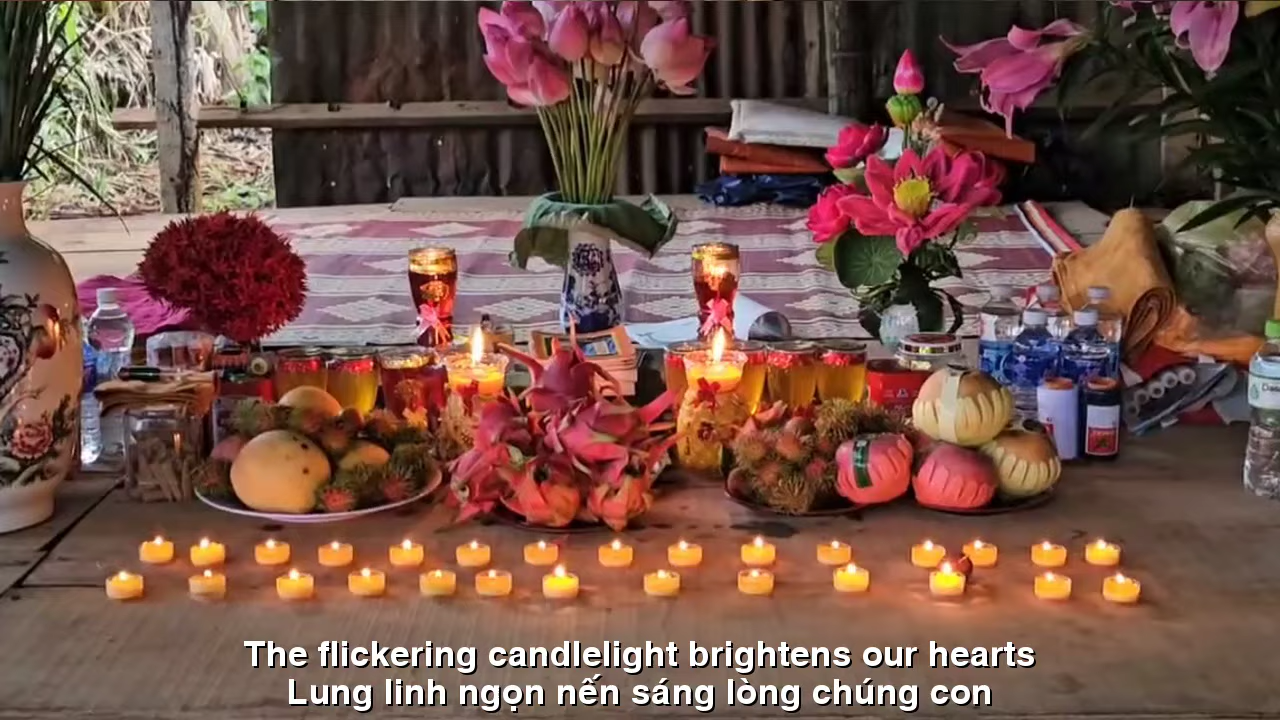 The flickering candlelight brightens our hearts
Lung linh ngọn nến sáng lòng chúng con